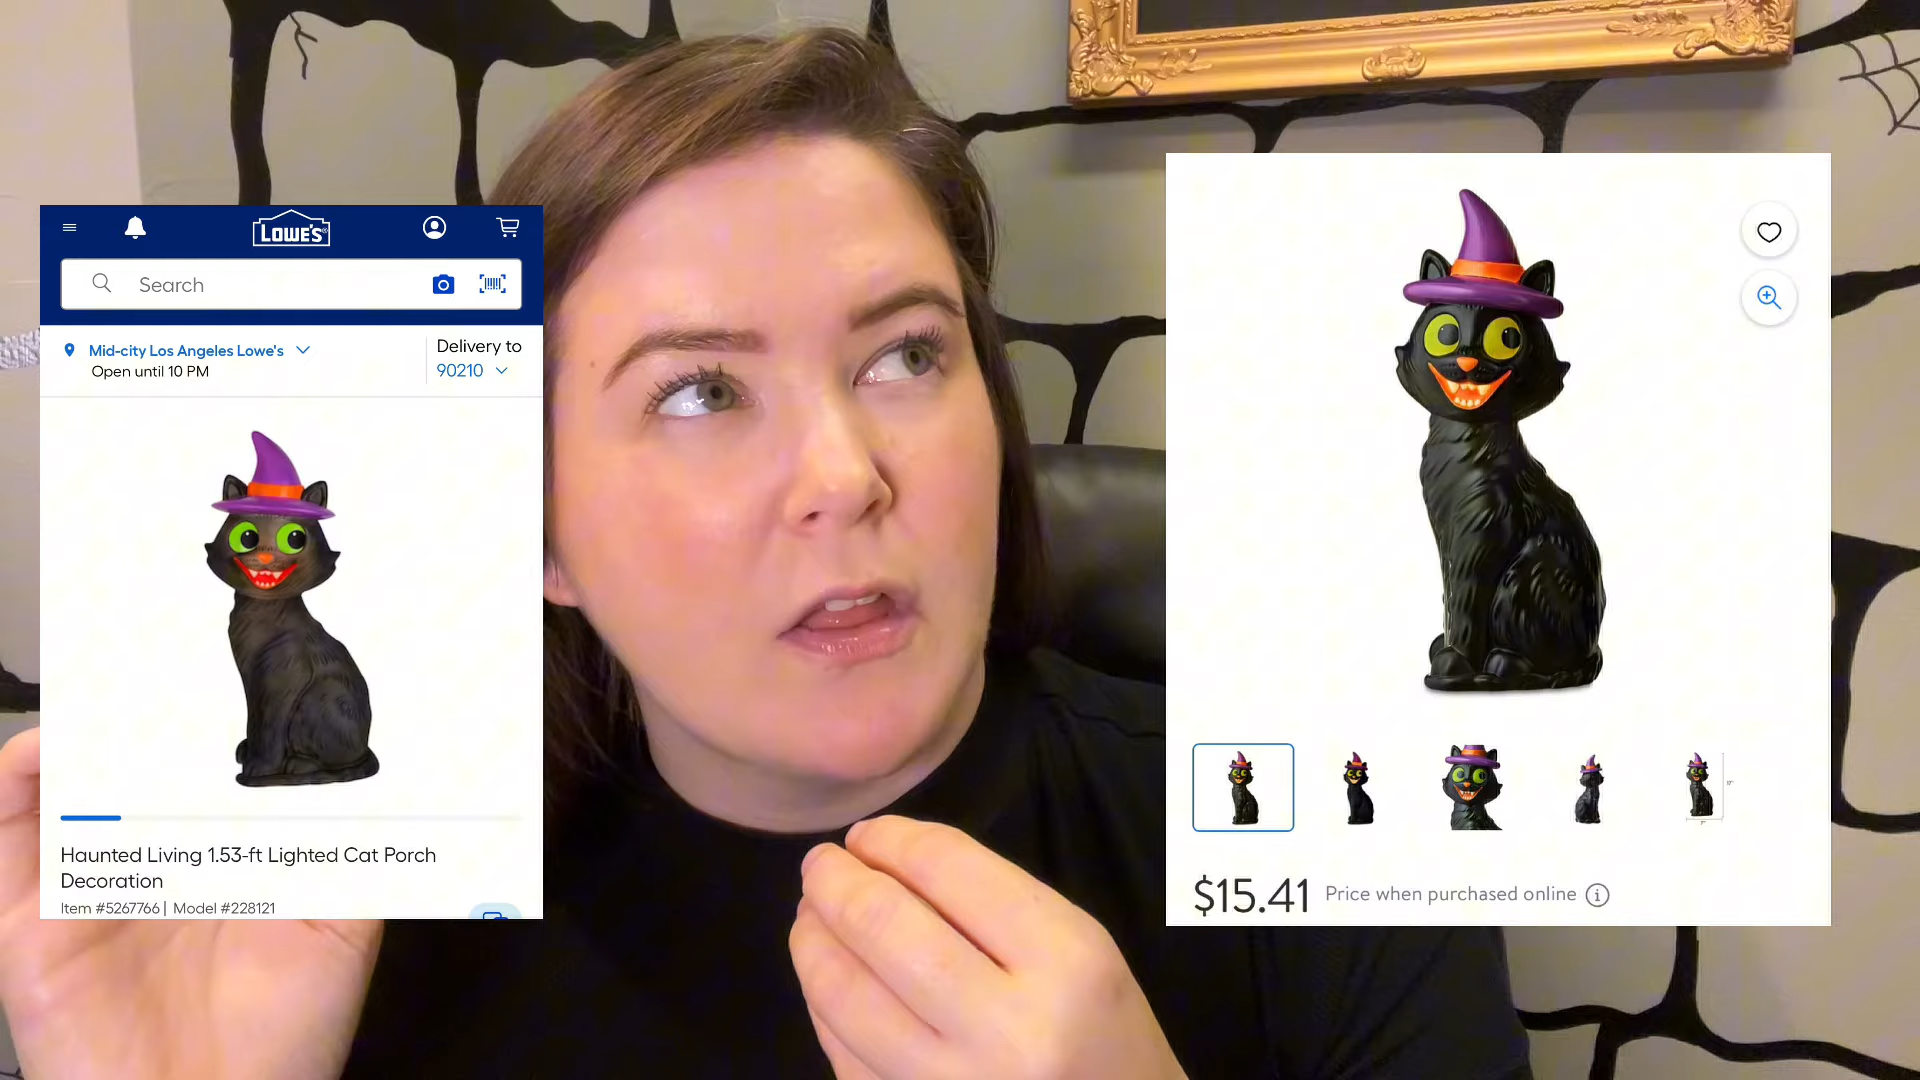 LOWE'S
Search
Mid-city Los Angeles Lowe's
Open until 10 PM
Delivery to
90210
Haunted Living 1.53-ft Lighted Cat Porch
Decoration
Item #5267766 | Model #228121
$15.41 Price when purchased online